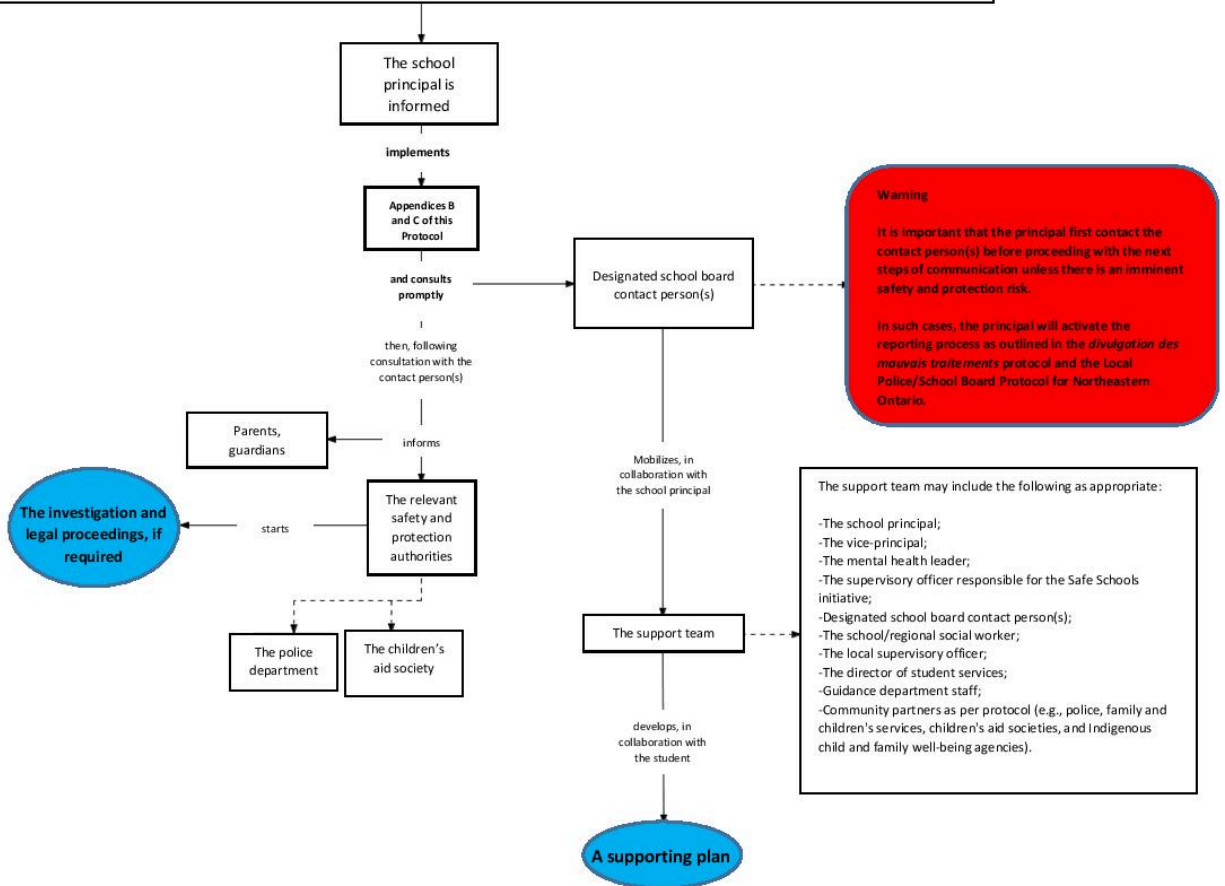 The school
principal is
informed
implements
Appendices B
and C of this
Protocol
and consults
promptly
Designated school board
contact person(s)
Warning
It is important that the principal first contact the
contact person(s) before proceeding with the next
steps of communication unless there is an imminent
safety and protection risk.
In such cases, the principal will activate the
reporting process as outlined in the divulgation des
mauvais traitements protocol and the Local
Police/School Board Protocol for Northeastern
Ontario.
then, following
consultation with the
contact person(s)
Parents,
guardians
informs
The relevant
safety and
protection
authorities
starts
The investigation and
legal proceedings, if
required
The police
department
The children's
aid society
Mobilizes, in
collaboration with
the school principal
The support team
The support team may include the following as appropriate:
-The school principal;
-The vice-principal;
-The mental health leader;
-The supervisory officer responsible for the Safe Schools
initiative;
-Designated school board contact person(s);
-The school/regional social worker;
-The local supervisory officer;
-The director of student services;
-Guidance department staff;
-Community partners as per protocol (e.g., police, family and
children's services, children's aid societies, and Indigenous
child and family well-being agencies).
develops, in
collaboration with
the student
A supporting plan